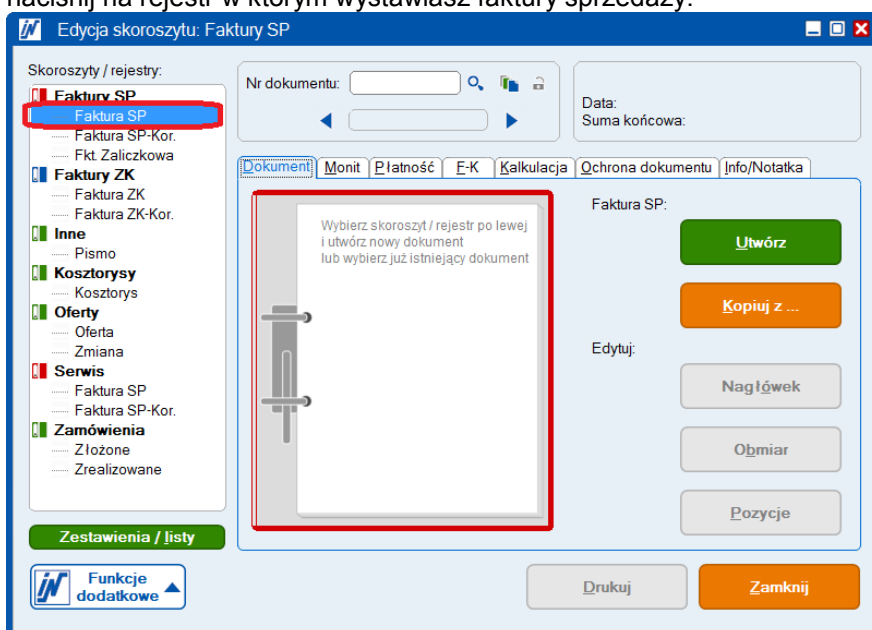 naciśnij na rejestr w którym wystawiasz faktury sprzedaży.
Edycja skoroszytu: Faktury SP
Skoroszyty / rejestry:
Faktury SP
Faktura SP
Faktura SP-Kor.
Fkt. Zaliczkowa
Faktury ZK
Faktura ZK
Faktura ZK-Kor.
Inne
Pismo
Kosztorysy
Kosztorys
Oferty
Oferta
Zmiana
Serwis
Faktura SP
Faktura SP-Kor.
Zamówienia
Złożone
Zrealizowane
Zestawienia / listy
Funkcje
dodatkowe
Nr dokumentu:
Data:
Suma końcowa:
Dokument Monit Płatność F-K Kalkulacja Ochrona dokumentu Info/Notatka
Wybierz skoroszyt / rejestr po lewej
i utwórz nowy dokument
lub wybierz już istniejący dokument
Faktura SP:
Utwórz
Kopiuj z ...
Edytuj:
Nagłówek
Obmiar
Pozycje
Drukuj
Zamknij